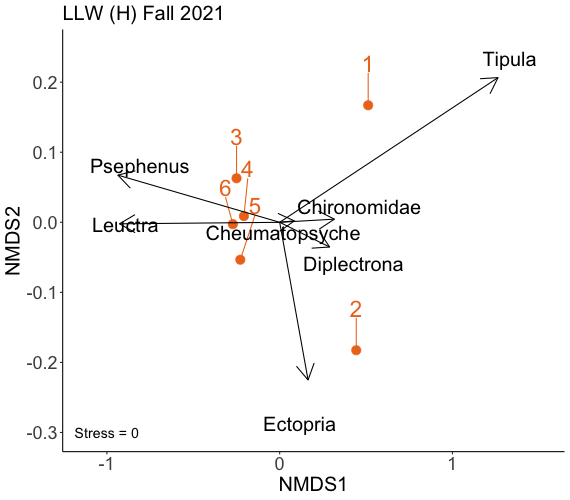 LLW (H) Fall 2021
Tipula
1
0.2
3
0.1
Psephenus
4
6
5
Chironomidae
0.0
Leuctra
Cheumatopsyche
NMDS2
Diplectrona
-0.1
2
-0.2
Ectopria
-0.3
Stress = 0
-1
0
1
NMDS1